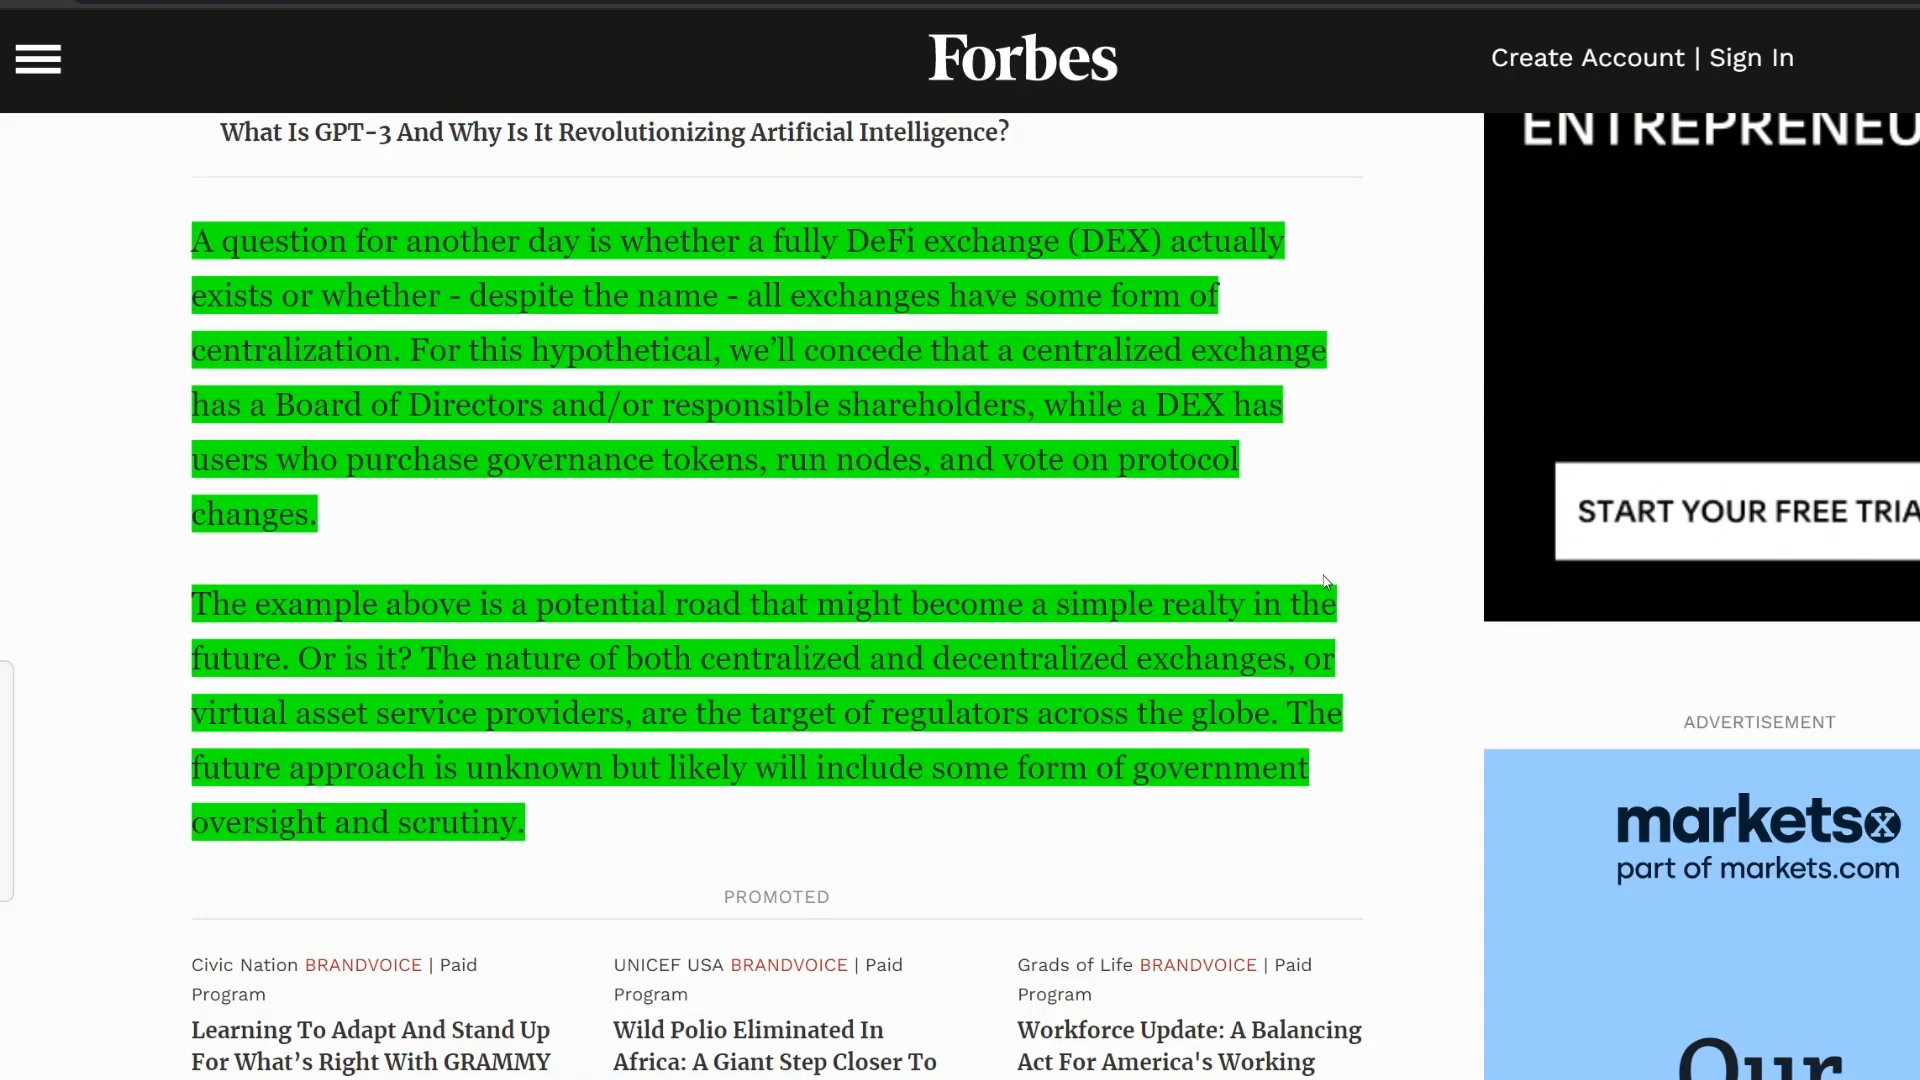 Forbes
Create Account | Sign In
What Is GPT-3 And Why Is It Revolutionizing Artificial Intelligence?
A question for another day is whether a fully DeFi exchange (DEX) actually
exists or whether - despite the name - all exchanges have some form of
centralization. For this hypothetical, we’ll concede that a centralized exchange
has a Board of Directors and/or responsible shareholders, while a DEX has
users who purchase governance tokens, run nodes, and vote on protocol
changes.
The example above is a potential road that might become a simple realty in the
future. Or is it? The nature of both centralized and decentralized exchanges, or
virtual asset service providers, are the target of regulators across the globe. The
future approach is unknown but likely will include some form of government
oversight and scrutiny.
PROMOTED
Civic Nation BRANDVOICE | Paid
Program
Learning To Adapt And Stand Up
For What’s Right With GRAMMY
UNICEF USA BRANDVOICE | Paid
Program
Wild Polio Eliminated In
Africa: A Giant Step Closer To
Grads of Life BRANDVOICE | Paid
Program
Workforce Update: A Balancing
Act For America's Working
ENTREPRENEU
START YOUR FREE TRIA
ADVERTISEMENT
marketsx
part of markets.com
Our